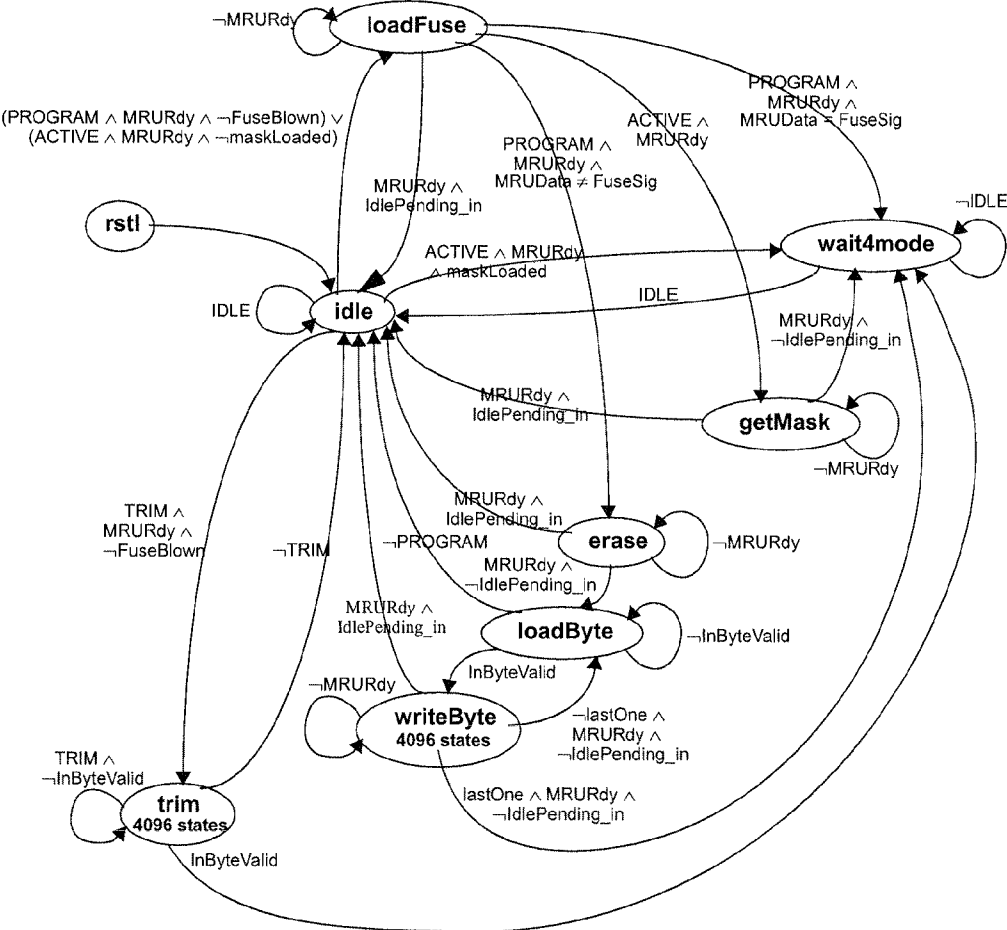 ¬MRURdy
loadFuse
(PROGRAM ∧ MRURdy ∧ ¬FuseBlown) ∨
(ACTIVE ∧ MRURdy ∧ ¬maskLoaded)
MRURdy ∧
IdlePending_in
PROGRAM ∧
MRURdy ∧
MRUData ≠ FuseSig
ACTIVE ∧
MRURdy
PROGRAM ∧
MRURdy ∧
MRUData = FuseSig
rstl
¬IDLE
wait4mode
ACTIVE ∧ MRURdy
∧ maskLoaded
IDLE
idle
IDLE
MRURdy ∧
¬IdlePending_in
MRURdy ∧
IdlePending_in
getMask
¬MRURdy
TRIM ∧
MRURdy ∧
¬FuseBlown
¬TRIM
MRURdy ∧
IdlePending_in
¬PROGRAM
erase
¬MRURdy
MRURdy ∧
¬IdlePending_in
MRURdy ∧
IdlePending_in
loadByte
¬InByteValid
InByteValid
¬MRURdy
writeByte
4096 states
¬lastOne ∧
MRURdy ∧
¬IdlePending_in
TRIM ∧
¬InByteValid
trim
4096 states
lastOne ∧ MRURdy ∧
¬IdlePending_in
InByteValid